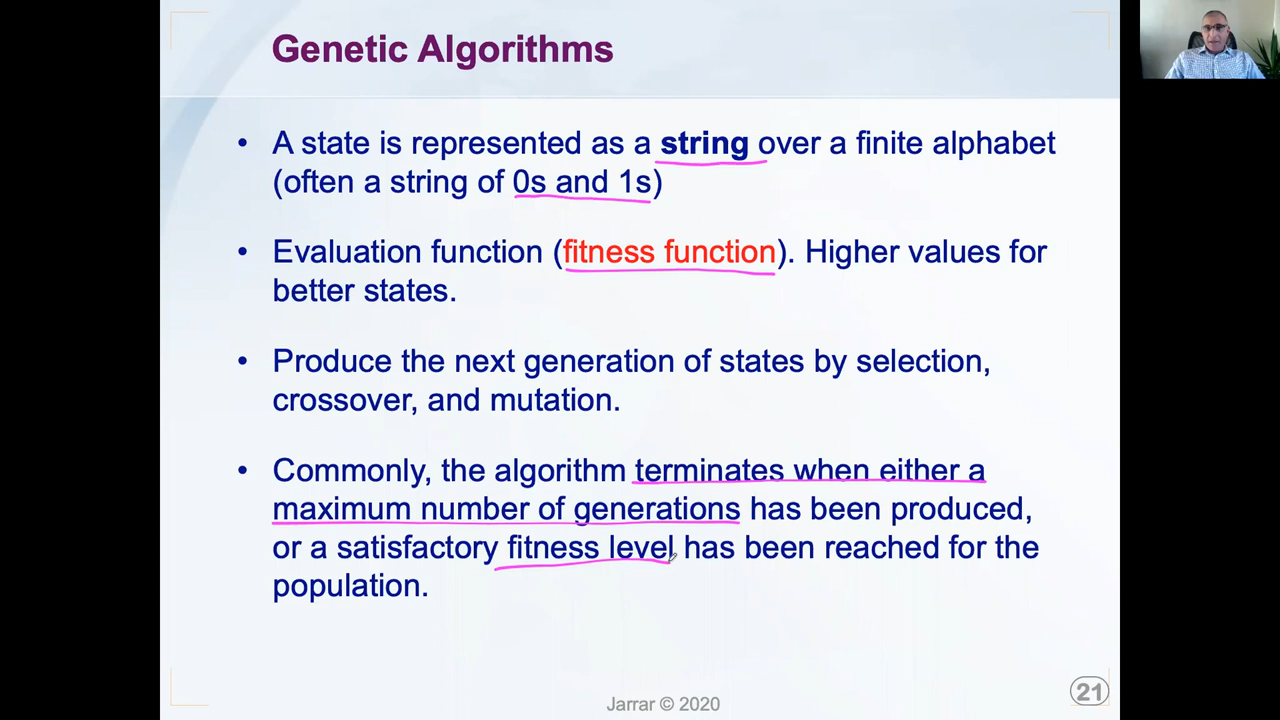 Genetic Algorithms
• A state is represented as a string over a finite alphabet
(often a string of 0s and 1s)
• Evaluation function (fitness function). Higher values for
better states.
• Produce the next generation of states by selection,
crossover, and mutation.
• Commonly, the algorithm terminates when either a
maximum number of generations has been produced,
or a satisfactory fitness level has been reached for the
population.
Jarrar © 2020
21